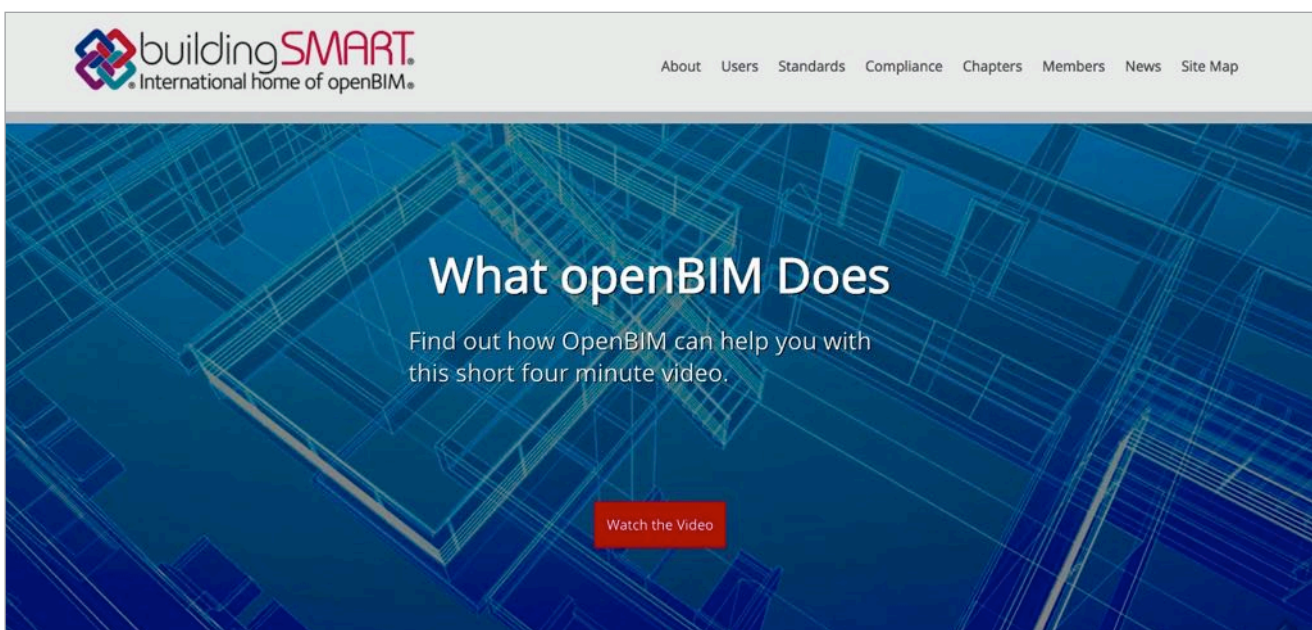 buildingSMART®
®International home of openBIM®
About Users Standards Compliance Chapters Members News Site Map
What openBIM Does
Find out how OpenBIM can help you with
this short four minute video.
Watch the Video